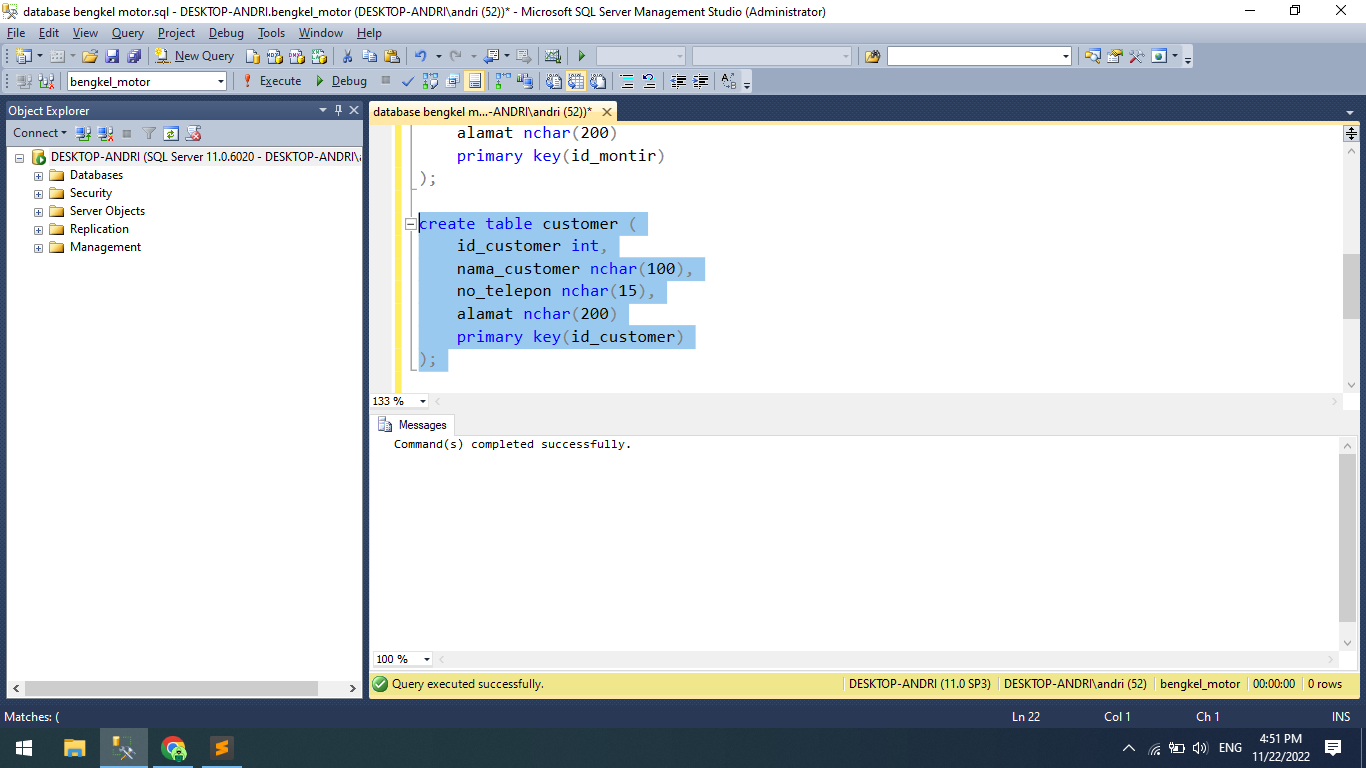 database bengkel motor.sql - DESKTOP-ANDRI.bengkel_motor (DESKTOP-ANDRI\andri (52))* - Microsoft SQL Server Management Studio (Administrator)
File Edit View Query Project Debug Tools Window Help
New Query
bengkel_motor Execute Debug
Object Explorer
Connect
DESKTOP-ANDRI (SQL Server 11.0.6020 - DESKTOP-ANDRI\
Databases
Security
Server Objects
Replication
Management
database bengkel m...-ANDRI\andri (52))*
alamat nchar(200)
primary key(id_montir)
);
create table customer (
id_customer int,
nama_customer nchar(100),
no_telepon nchar(15),
alamat nchar(200)
primary key(id_customer)
);
133 %
Messages
Command(s) completed successfully.
100 %
Query executed successfully. DESKTOP-ANDRI (11.0 SP3) DESKTOP-ANDRI\andri (52) bengkel_motor 00:00:00 0 rows
Matches: ( Ln 22 Col 1 Ch 1 INS
ENG
4:51 PM
11/22/2022